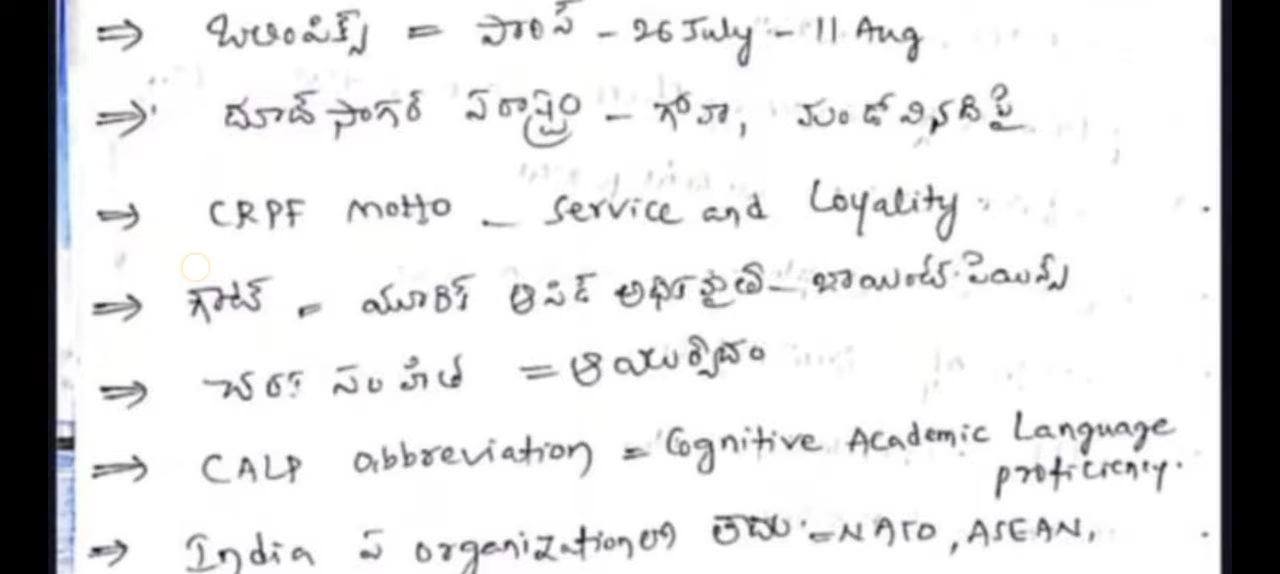 ⇒ ఒలంపిక్స్ = పారిస్ - 26 July - 11 Aug
⇒ దూద్ సాగర్ ఏ రాష్ట్రం - గోవా, మండోవి నదిపై
⇒ CRPF Motto - Service and Loyality.
⇒ గౌట్ = యూరిక్ ఆసిడ్ అధికమైతే - జాయింట్ పెయిన్స్
⇒ చరక సంహిత = ఆయుర్వేదం
⇒ CALP abbreviation = Cognitive Academic Language
proficiency.
⇒ India ఏ organizationలో లేదు = NATO, ASEAN,